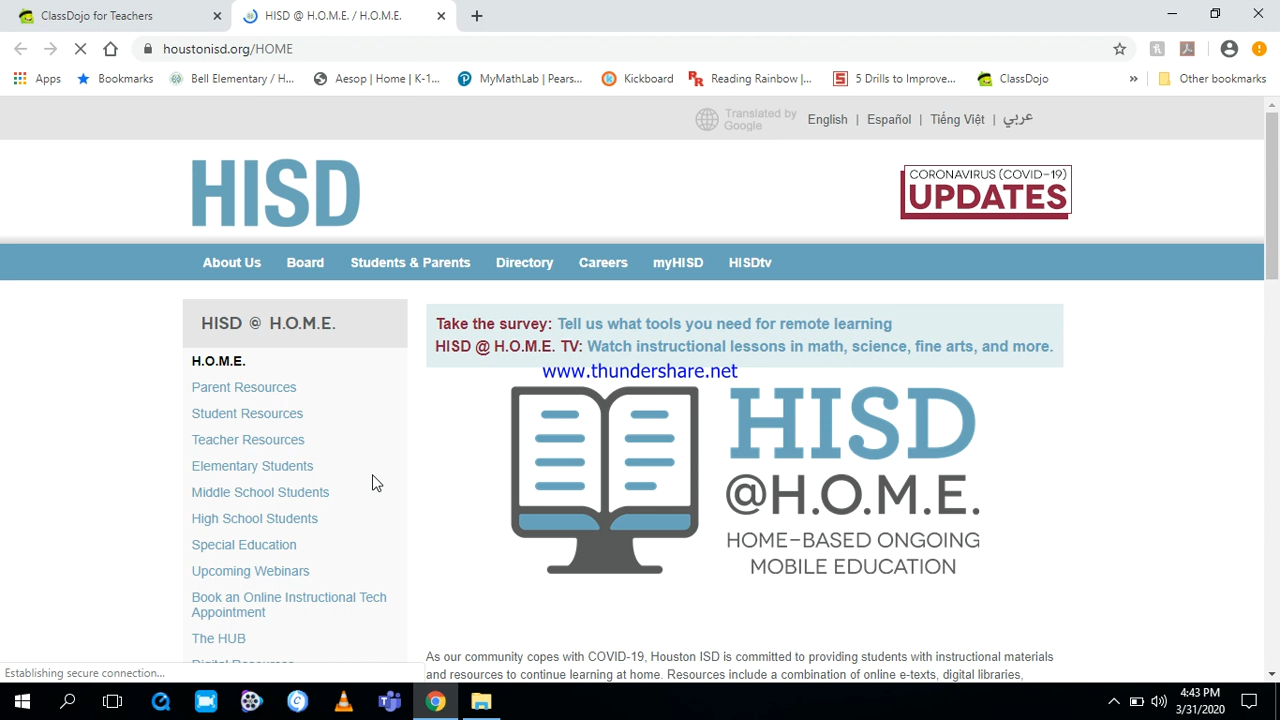 ClassDojo for Teachers
HISD @ H.O.M.E. / H.O.M.E.
houstonisd.org/HOME
Apps
Bookmarks
Bell Elementary / H...
Aesop | Home | K-1...
MyMathLab | Pears...
Kickboard
Reading Rainbow |...
5 Drills to Improve...
ClassDojo
»
Other bookmarks
Translated by
Google
English | Español | Tiếng Việt | عربي
HISD
CORONAVIRUS (COVID-19)
UPDATES
About Us
Board
Students & Parents
Directory
Careers
myHISD
HISDtv
HISD @ H.O.M.E.
H.O.M.E.
Parent Resources
Student Resources
Teacher Resources
Elementary Students
Middle School Students
High School Students
Special Education
Upcoming Webinars
Book an Online Instructional Tech
Appointment
The HUB
Digital Resources
Take the survey: Tell us what tools you need for remote learning
HISD @ H.O.M.E. TV: Watch instructional lessons in math, science, fine arts, and more.
www.thundershare.net
HISD
@H.O.M.E.
HOME-BASED ONGOING
MOBILE EDUCATION
As our community copes with COVID-19, Houston ISD is committed to providing students with instructional materials
and resources to continue learning at home. Resources include a combination of online e-texts, digital libraries,
Establishing secure connection...
4:43 PM
3/31/2020